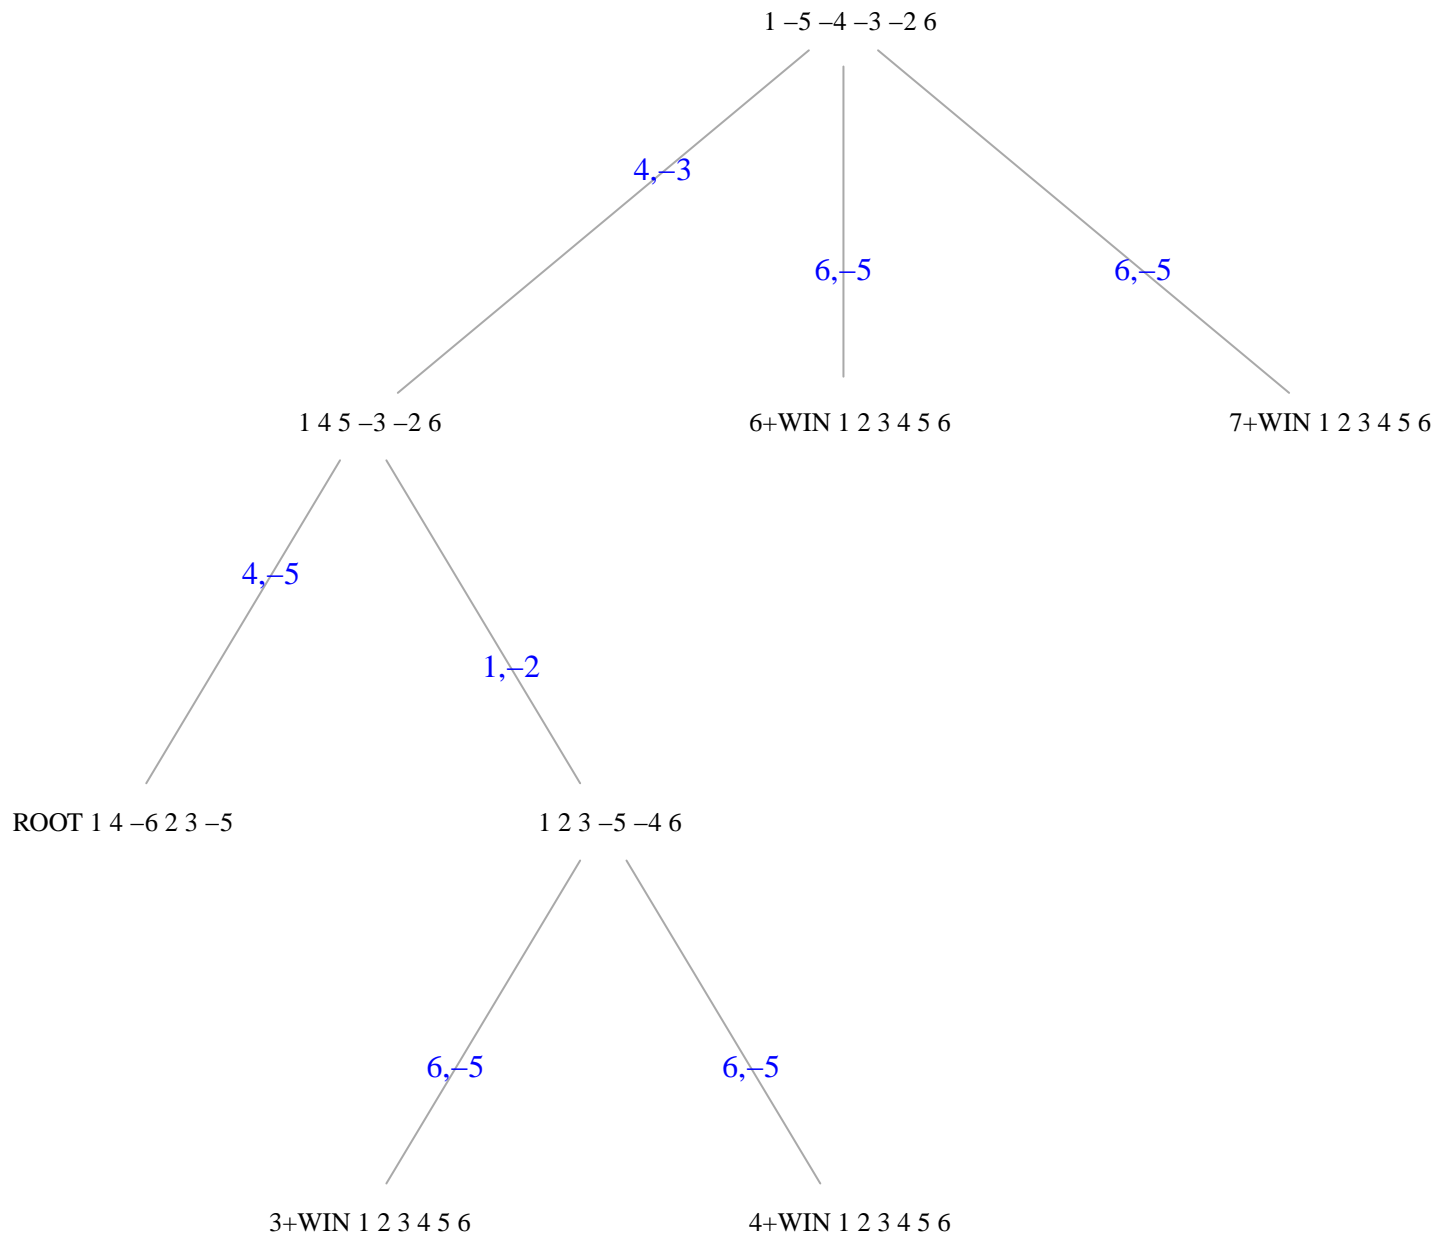 1 –5 –4 –3 –2 6
4,–3
6,–5
6,–5
1 4 5 –3 –2 6
6+WIN 1 2 3 4 5 6
7+WIN 1 2 3 4 5 6
4,–5
1,–2
ROOT 1 4 –6 2 3 –5
1 2 3 –5 –4 6
6,–5
6,–5
3+WIN 1 2 3 4 5 6
4+WIN 1 2 3 4 5 6